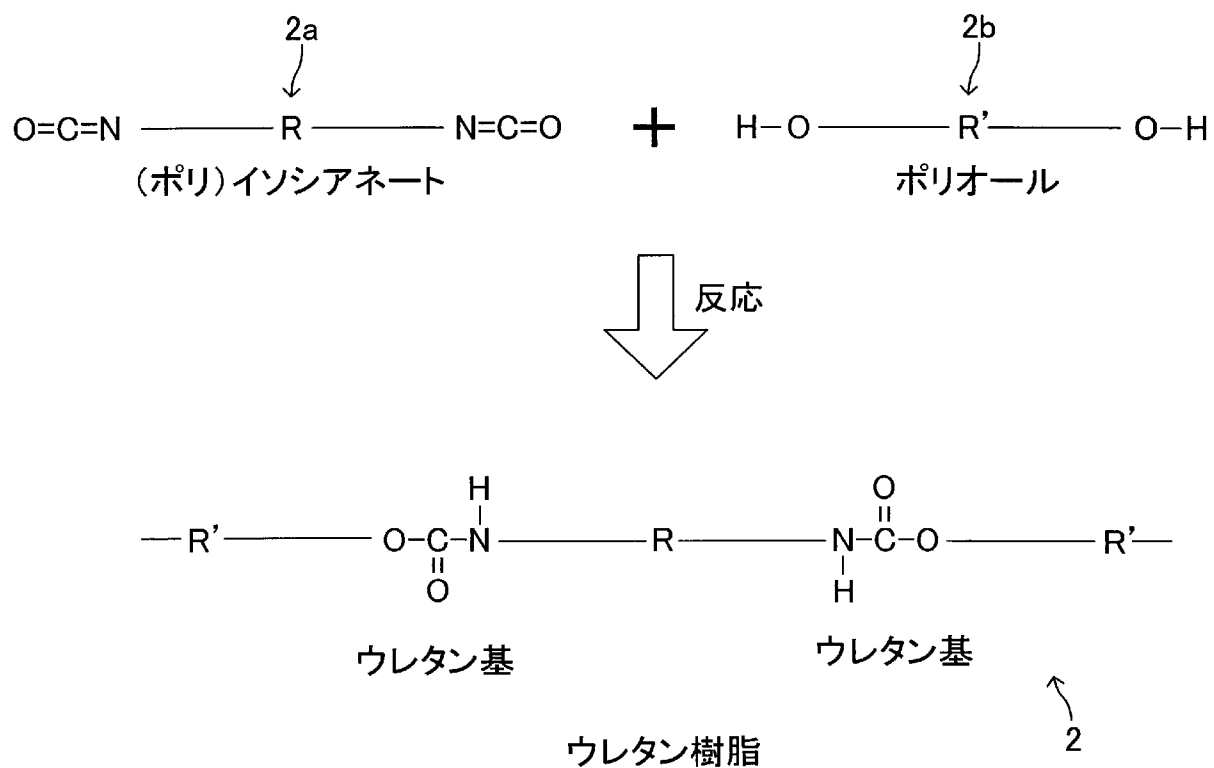 2a
2b
O=C=N R N=C=O + H-O R' O-H
(ポリ)イソシアネート
ポリオール
反応
H
O
R' O-C-N R N-C-O R'
O
H
ウレタン基
ウレタン基
2
ウレタン樹脂